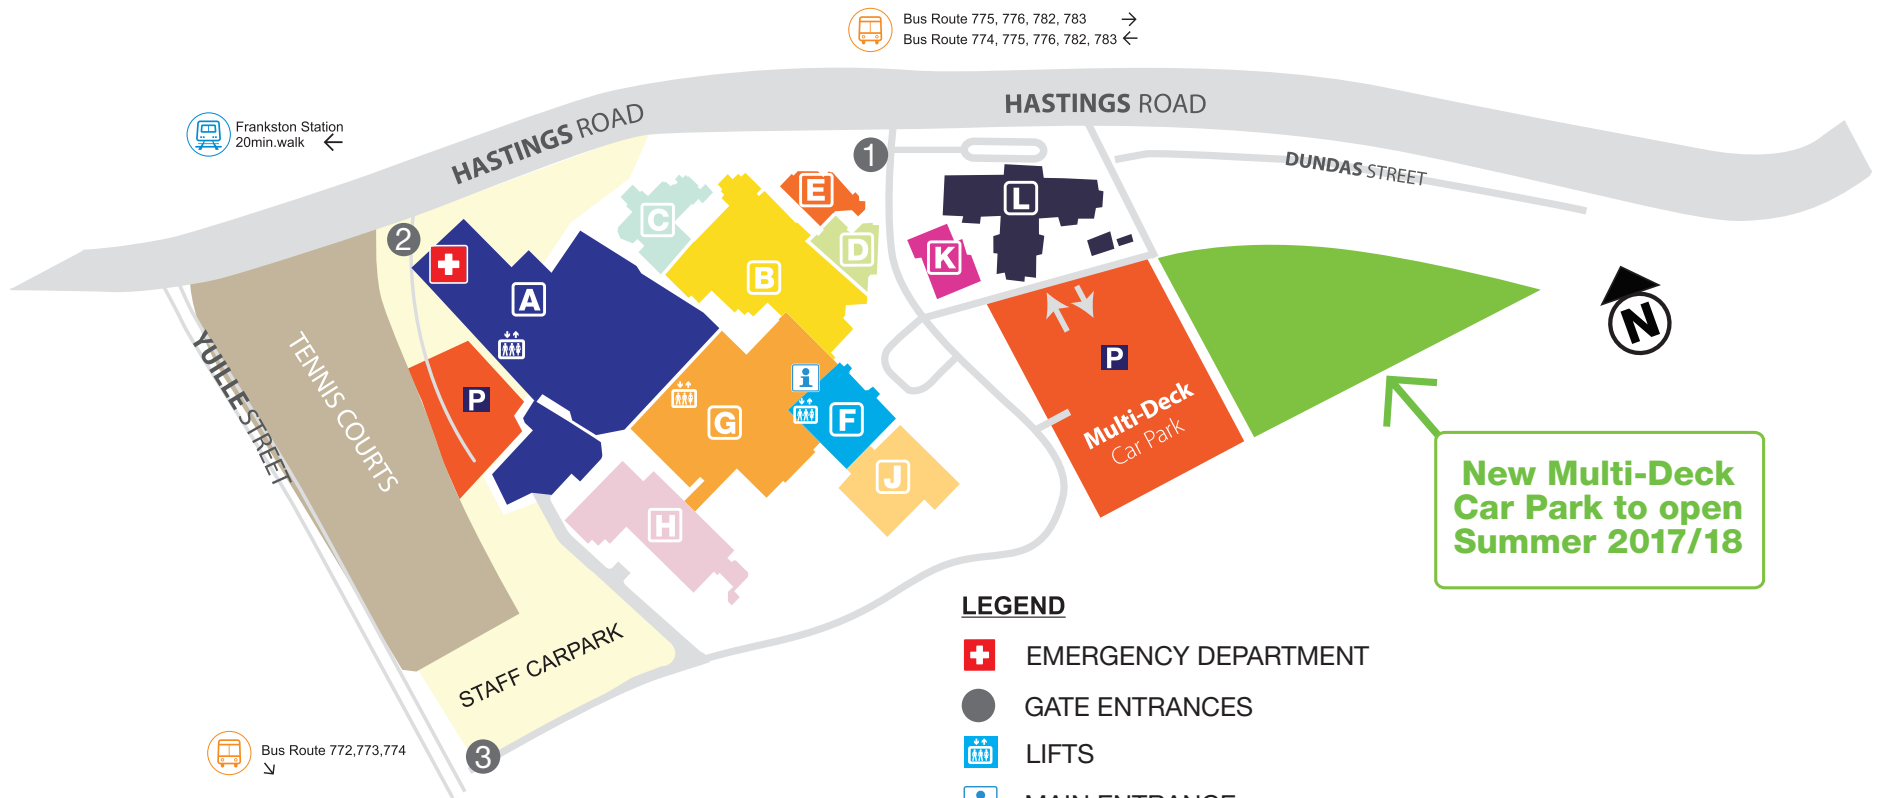 Bus Route 775, 776, 782, 783
Bus Route 774, 775, 776, 782, 783
HASTINGS ROAD
HASTINGS ROAD
Frankston Station
20min.walk
1
DUNDAS STREET
E
L
C
2
D
K
B
A
N
YUILLE STREET
TENNIS COURTS
P
P
i
G
F
Multi-Deck
Car Park
J
H
New Multi-Deck
Car Park to open
Summer 2017/18
STAFF CARPARK
LEGEND
EMERGENCY DEPARTMENT
GATE ENTRANCES
LIFTS
MAIN ENTRANCE
Bus Route 772,773,774
3